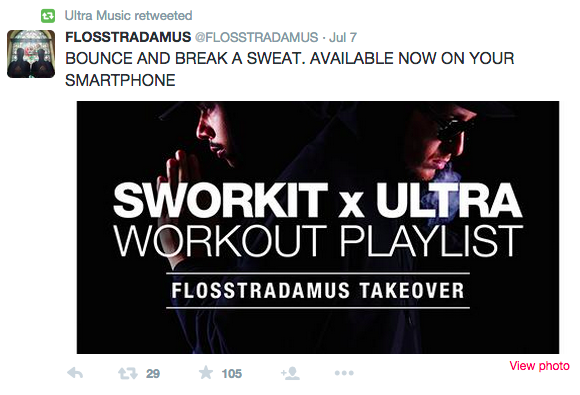 Ultra Music retweeted
FLOSSTRADAMUS @FLOSSTRADAMUS · Jul 7
BOUNCE AND BREAK A SWEAT. AVAILABLE NOW ON YOUR
SMARTPHONE
SWORKIT x ULTRA
WORKOUT PLAYLIST
FLOSSTRADAMUS TAKEOVER
29 105
View photo